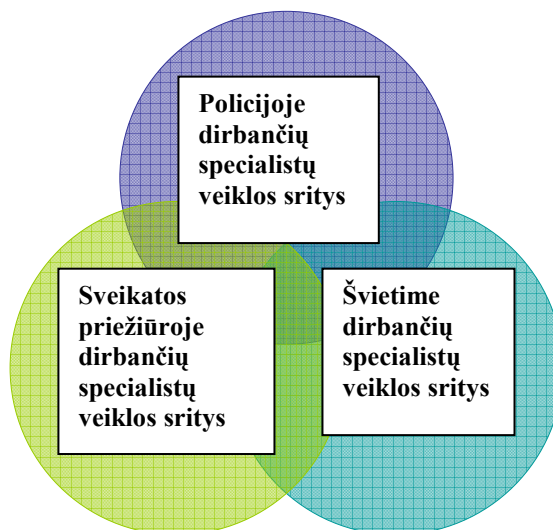 Policijoje
dirbančių
specialistų
veiklos sritys
Sveikatos
priežiūroje
dirbančių
specialistų
veiklos sritys
Švietime
dirbančių
specialistų
veiklos sritys